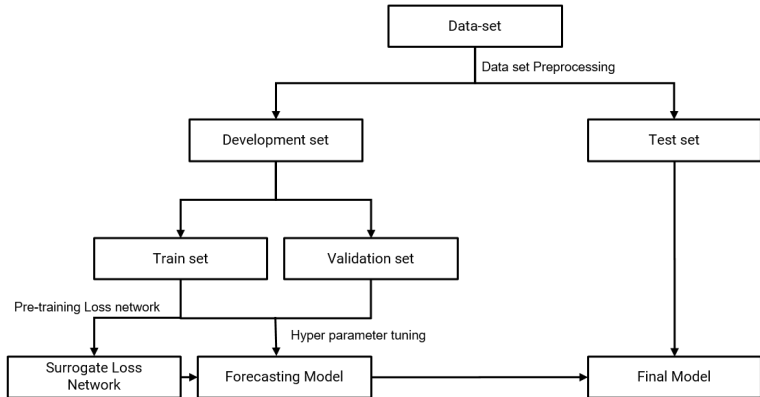 Data-set
Data set Preprocessing
Development set
Test set
Train set
Validation set
Pre-training Loss network
Hyper parameter tuning
Surrogate Loss
Network
Forecasting Model
Final Model